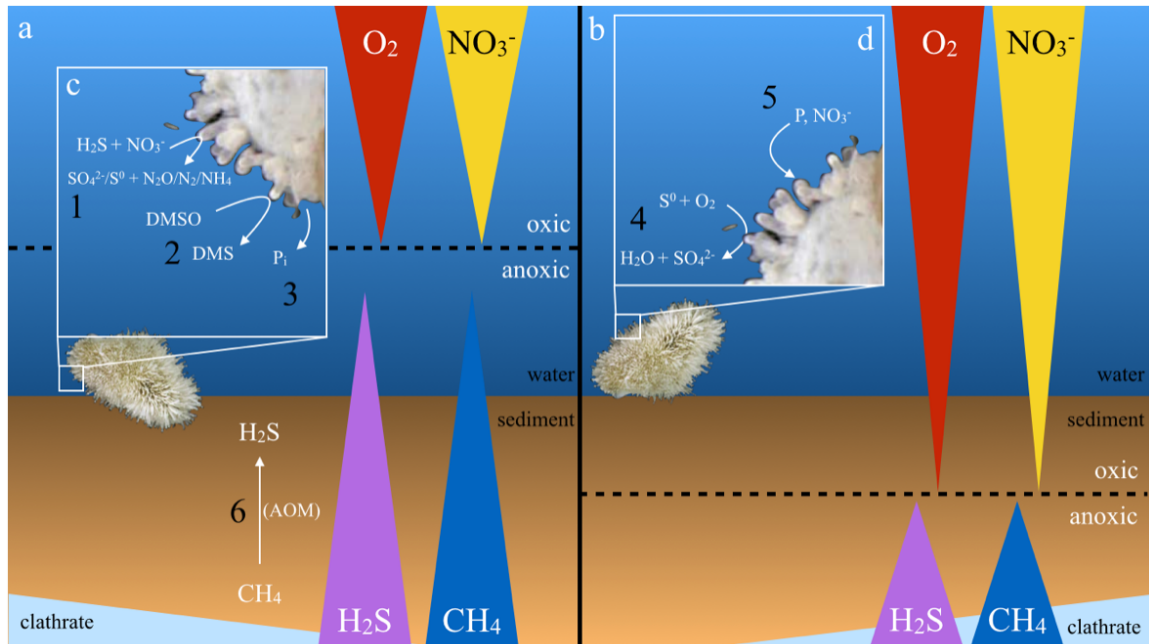 a
O₂
NO₃⁻
c
H₂S + NO₃⁻
SO₄²⁻/S⁰ + N₂O/N₂/NH₄
1
DMSO
2
DMS
Pᵢ
3
oxic
anoxic
water
sediment
H₂S
6
(AOM)
CH₄
clathrate
H₂S
CH₄
b
d
O₂
NO₃⁻
5
P, NO₃⁻
4
S⁰ + O₂
H₂O + SO₄²⁻
water
sediment
oxic
anoxic
H₂S
CH₄
clathrate